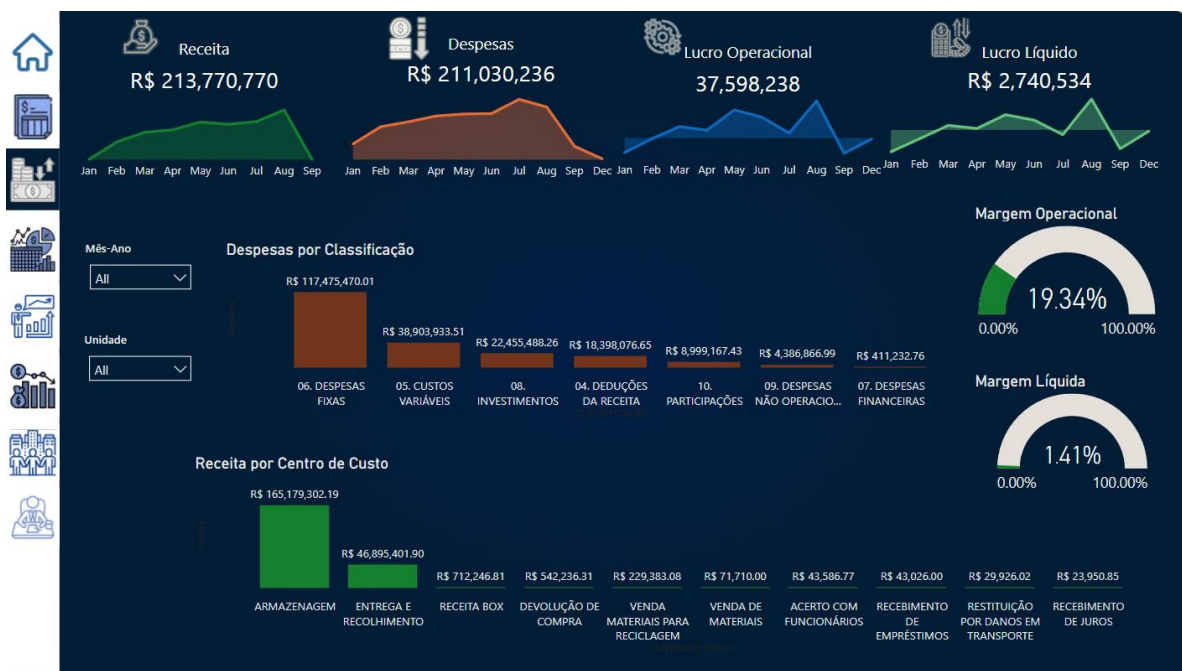 Receita
R$ 213,770,770
Jan Feb Mar Apr May Jun Jul Aug Sep
Despesas
R$ 211,030,236
Jan Feb Mar Apr May Jun Jul Aug Sep Dec
Lucro Operacional
37,598,238
Jan Feb Mar Apr May Jun Jul Aug Sep Dec
Lucro Líquido
R$ 2,740,534
Jan Feb Mar Apr May Jun Jul Aug Sep Dec
Mês-Ano
All
Unidade
All
Despesas por Classificação
R$ 117,475,470.01
R$ 38,903,933.51
R$ 22,455,488.26
R$ 18,398,076.65
R$ 8,999,167.43
R$ 4,386,866.99
R$ 411,232.76
06. DESPESAS
FIXAS
05. CUSTOS
VARIÁVEIS
08.
INVESTIMENTOS
04. DEDUÇÕES
DA RECEITA
10.
PARTICIPAÇÕES
09. DESPESAS
NÃO OPERACIO...
07. DESPESAS
FINANCEIRAS
CLASSIFICAÇÃO
Margem Operacional
19.34%
0.00%
100.00%
Margem Líquida
1.41%
0.00%
100.00%
Receita por Centro de Custo
R$ 165,179,302.19
R$ 46,895,401.90
R$ 712,246.81
R$ 542,236.31
R$ 229,383.08
R$ 71,710.00
R$ 43,586.77
R$ 43,026.00
R$ 29,926.02
R$ 23,950.85
ARMAZENAGEM
ENTREGA E
RECOLHIMENTO
RECEITA BOX
DEVOLUÇÃO DE
COMPRA
VENDA
MATERIAIS PARA
RECICLAGEM
VENDA DE
MATERIAIS
ACERTO COM
FUNCIONÁRIOS
RECEBIMENTO
DE
EMPRÉSTIMOS
RESTITUIÇÃO
POR DANOS EM
TRANSPORTE
RECEBIMENTO
DE JUROS
CENTRO DE CUSTO